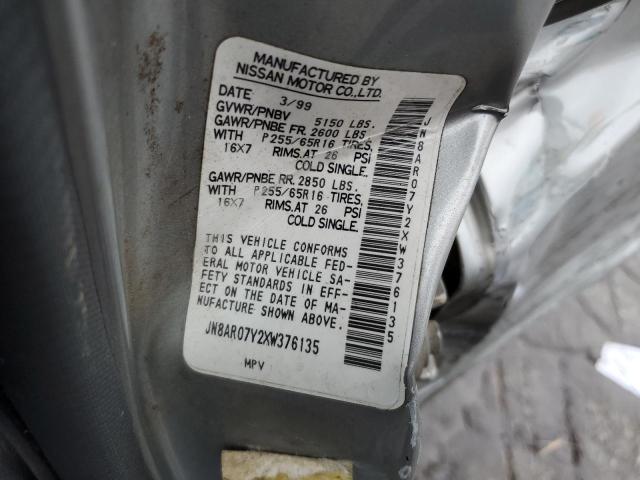 MANUFACTURED BY
NISSAN MOTOR CO., LTD.
DATE 3/99
GVWR/PNBV 5150 LBS.
GAWR/PNBE FR. 2600 LBS.
WITH P255/65R16 TIRES,
16X7 RIMS, AT 26 PSI
COLD SINGLE.
GAWR/PNBE RR. 2850 LBS.
WITH P255/65R16 TIRES,
16X7 RIMS, AT 26 PSI
COLD SINGLE.
THIS VEHICLE CONFORMS
TO ALL APPLICABLE FED-
ERAL MOTOR VEHICLE SA-
FETY STANDARDS IN EFF-
ECT ON THE DATE OF MA-
NUFACTURE SHOWN ABOVE.
JN8AR07Y2XW376135
MPV
JN8AR07Y2XW376135